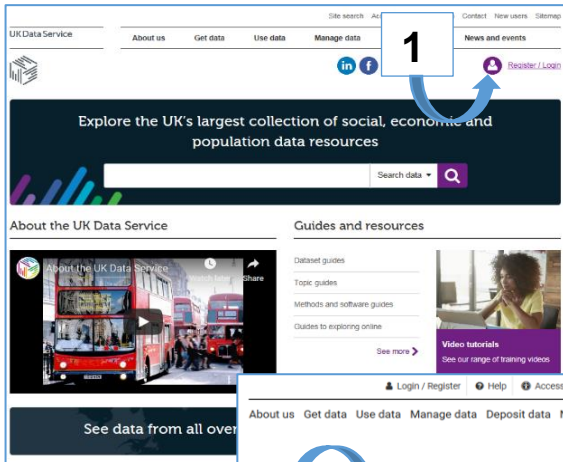 Site search Contact New users Sitemap
UK Data Service
About us Get data Use data Manage data News and events
1
in f Register / Login
Explore the UK's largest collection of social, economic and
population data resources
Search data
About the UK Data Service
Guides and resources
About the UK Data Service
Watch later Share
Dataset guides
Topic guides
Methods and software guides
Guides to exploring online
See more
Video tutorials
See our range of training videos
See data from all over
Login / Register Help Access
About us Get data Use data Manage data Deposit data